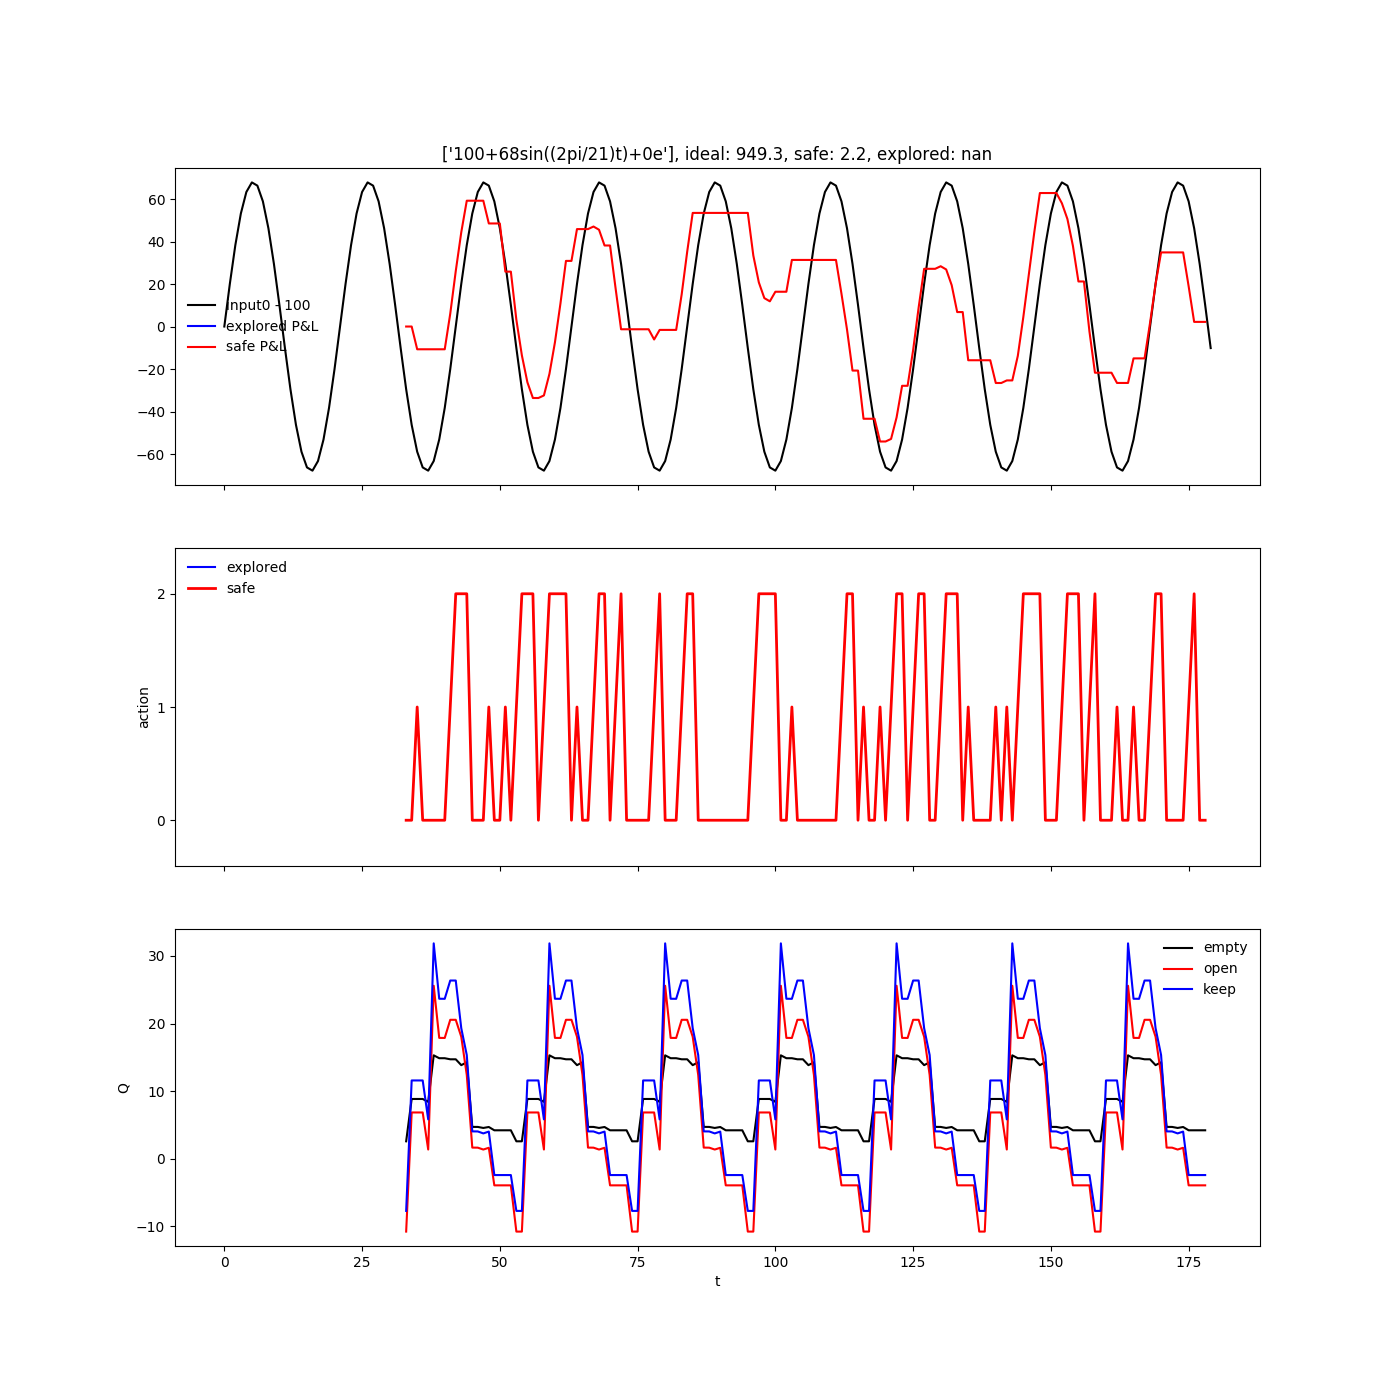 ['100+68sin((2pi/21)t)+0e'], ideal: 949.3, safe: 2.2, explored: nan
60
40
20
0
−20
−40
−60
input0 - 100
explored P&L
safe P&L
explored
safe
2
1
0
action
empty
open
keep
30
20
10
0
−10
Q
0 25 50 75 100 125 150 175
t